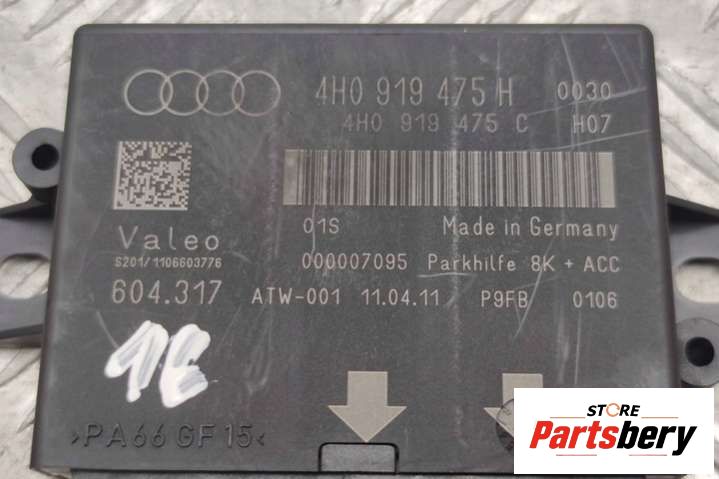 4H0 919 475 H 0030
4H0 919 475 C H07
01S Made in Germany
Valeo
S201/1106603776
000007095 Parkhilfe 8K + ACC
604.317 ATW-001 11.04.11 P9FB 0106
1E
>PA66 GF15<
STORE
Partsbery